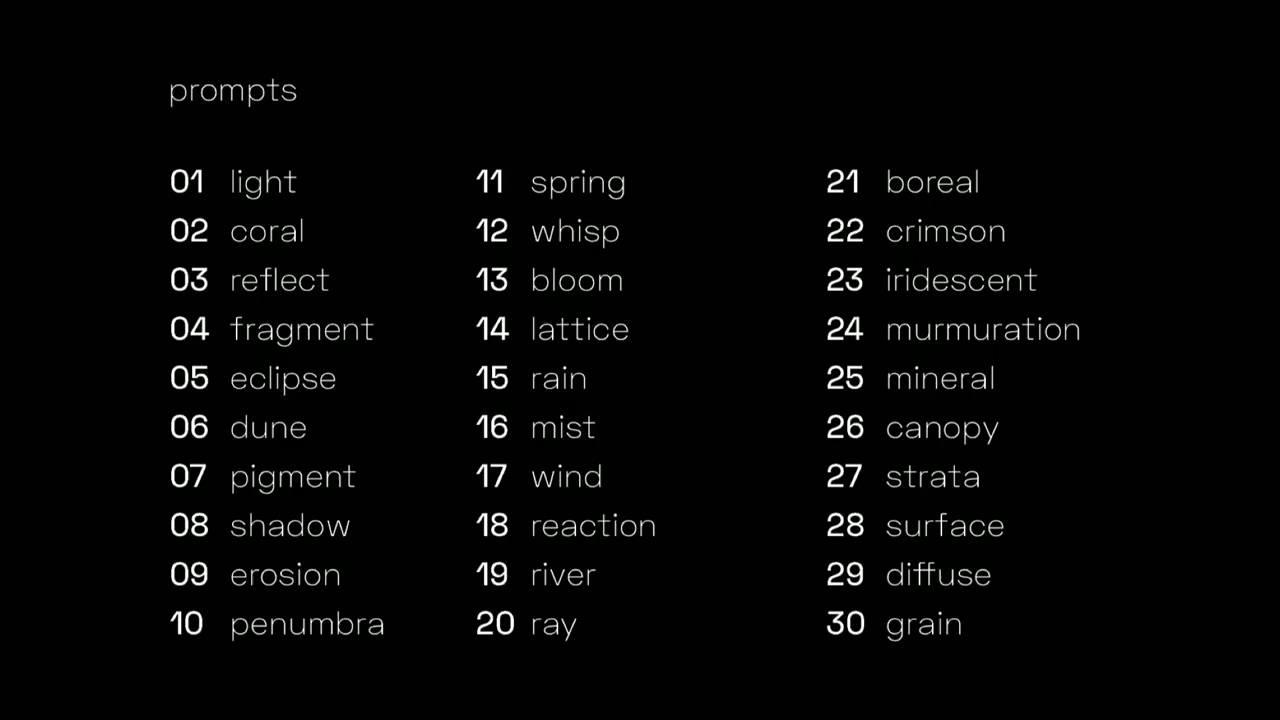 prompts
01 light
02 coral
03 reflect
04 fragment
05 eclipse
06 dune
07 pigment
08 shadow
09 erosion
10 penumbra
11 spring
12 whisp
13 bloom
14 lattice
15 rain
16 mist
17 wind
18 reaction
19 river
20 ray
21 boreal
22 crimson
23 iridescent
24 murmuration
25 mineral
26 canopy
27 strata
28 surface
29 diffuse
30 grain